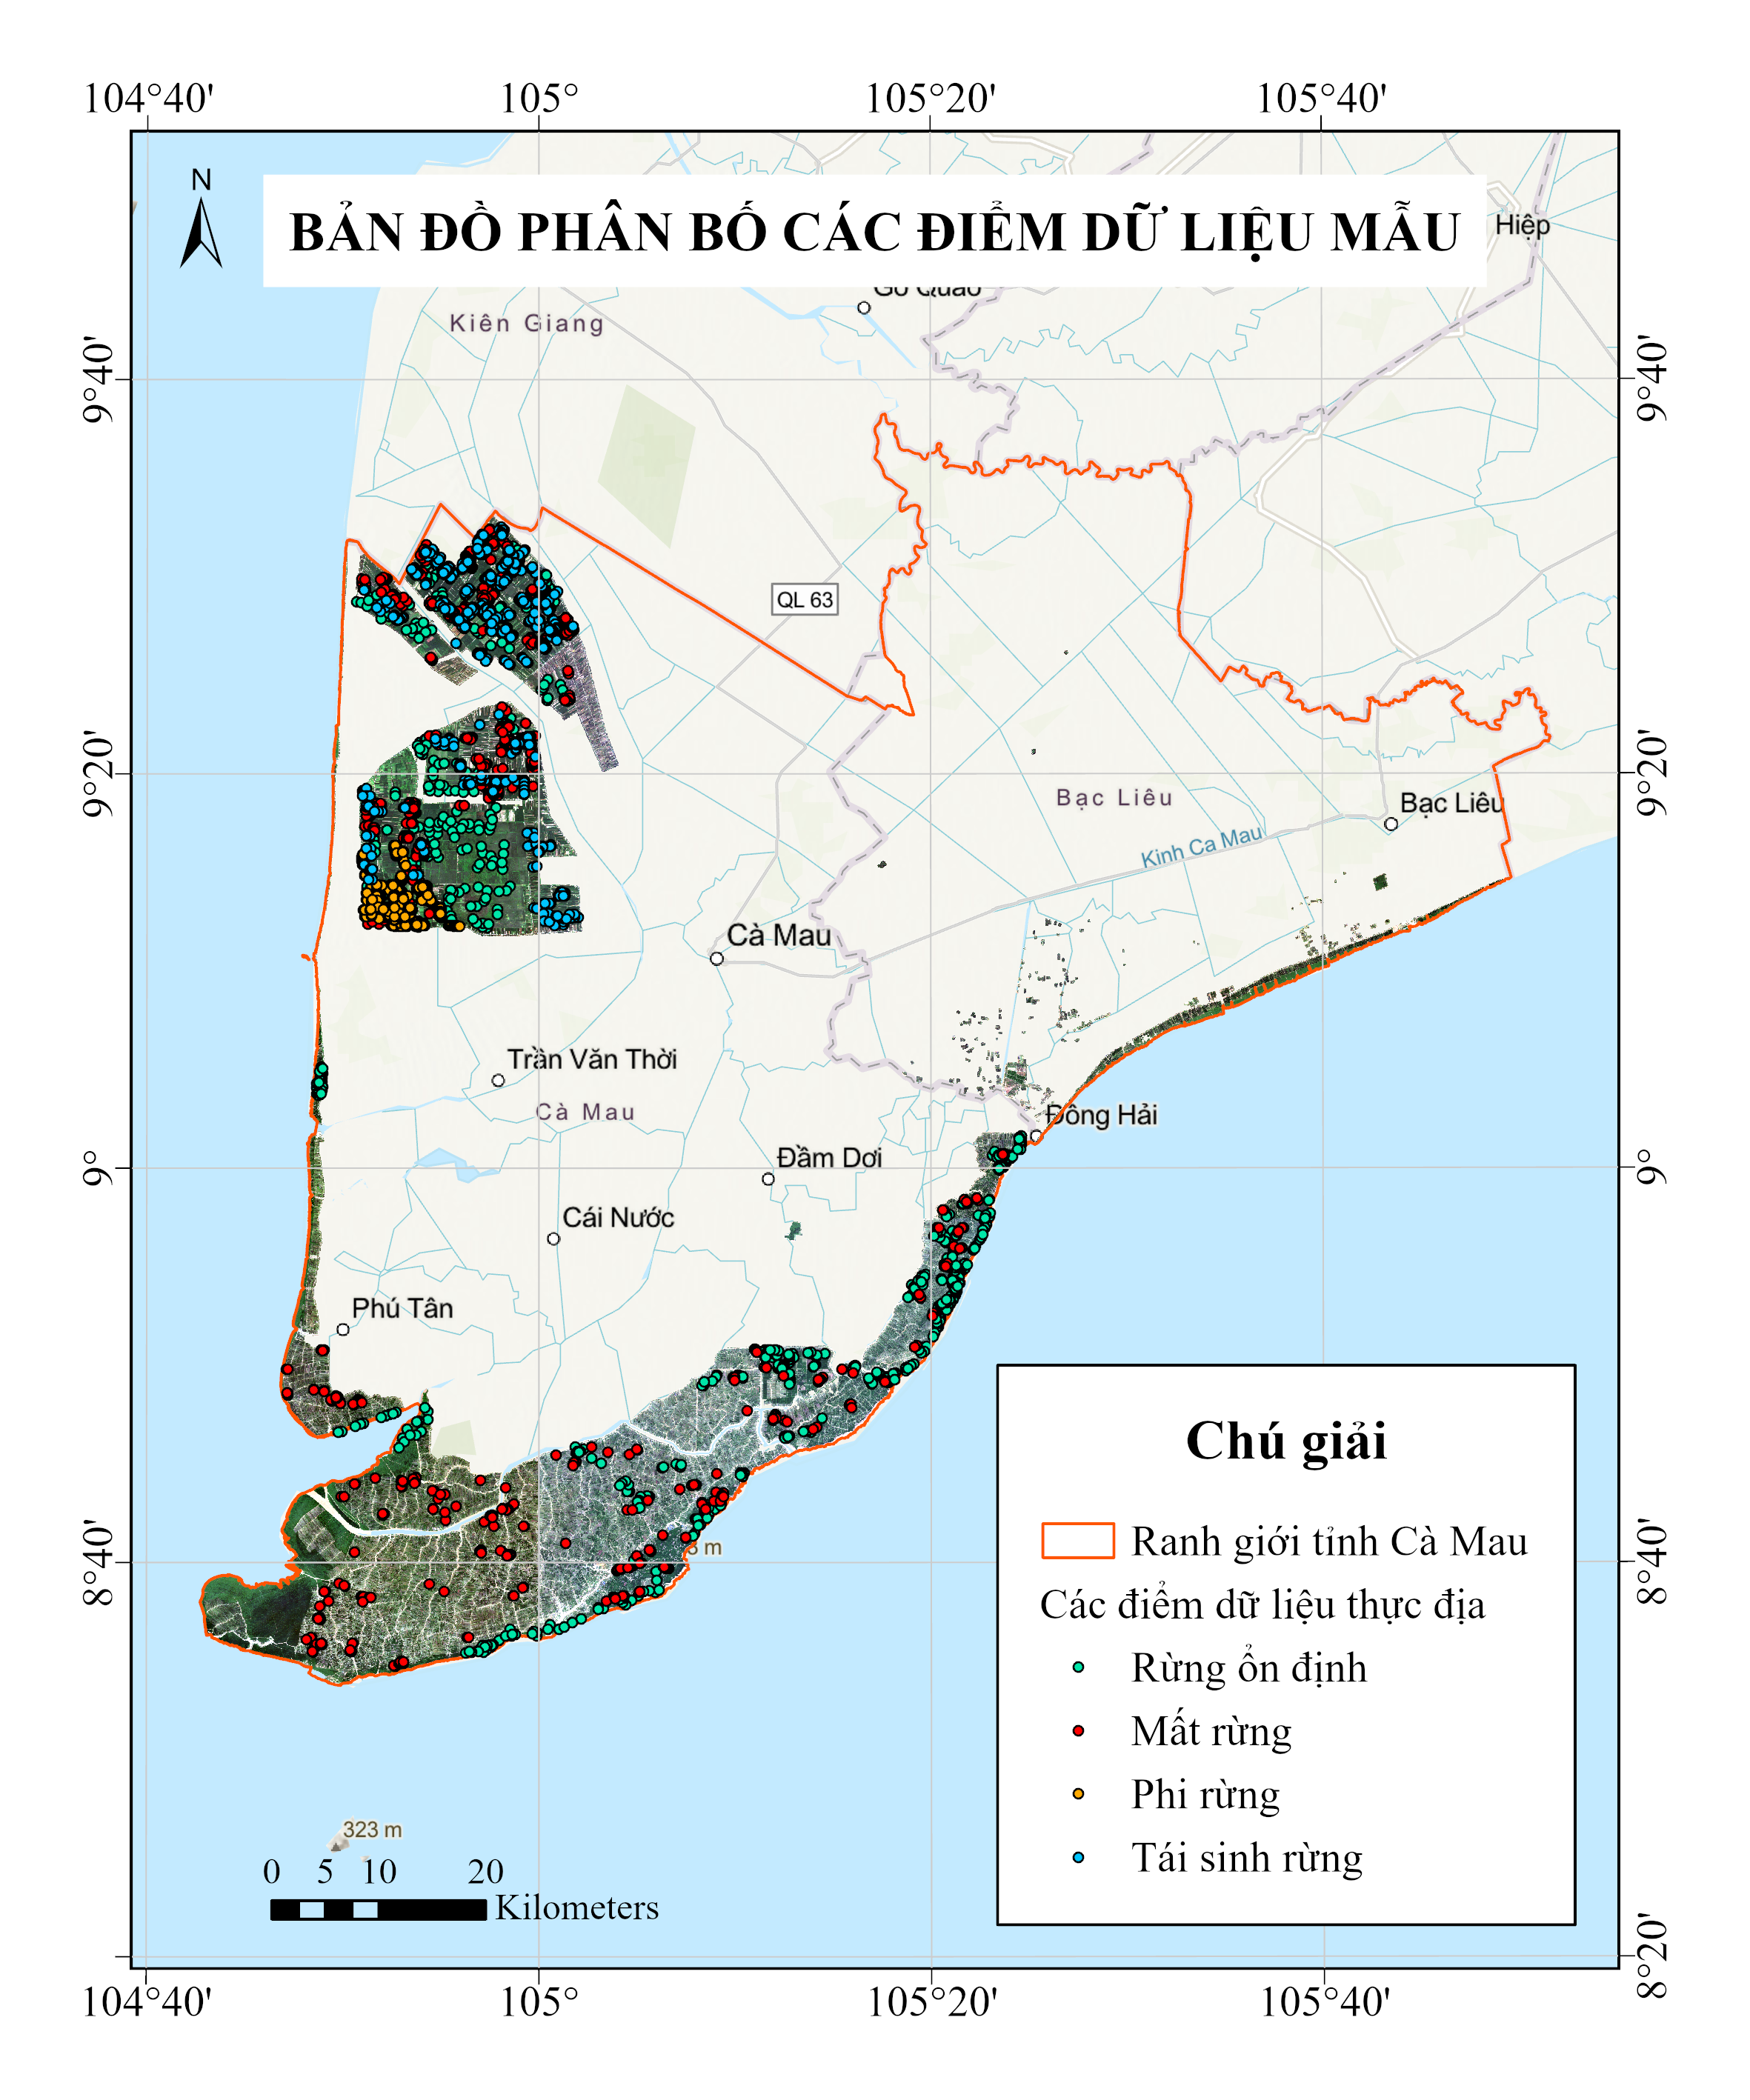 104°40' 105° 105°20' 105°40'
N
BẢN ĐỒ PHÂN BỐ CÁC ĐIỂM DỮ LIỆU MẪU
Hiệp
Gò Quao
Kiên Giang
9°40' 9°40'
QL 63
9°20' 9°20'
Bạc Liêu
Bạc Liêu
Kinh Ca Mau
Cà Mau
Trần Văn Thời
Cà Mau
Đông Hải
Đầm Dơi
9° 9°
Cái Nước
Phú Tân
m
8°40' 8°40'
Chú giải
Ranh giới tỉnh Cà Mau
Các điểm dữ liệu thực địa
Rừng ổn định
Mất rừng
Phi rừng
Tái sinh rừng
323 m
0 5 10 20
Kilometers
8°20'
104°40' 105° 105°20' 105°40'